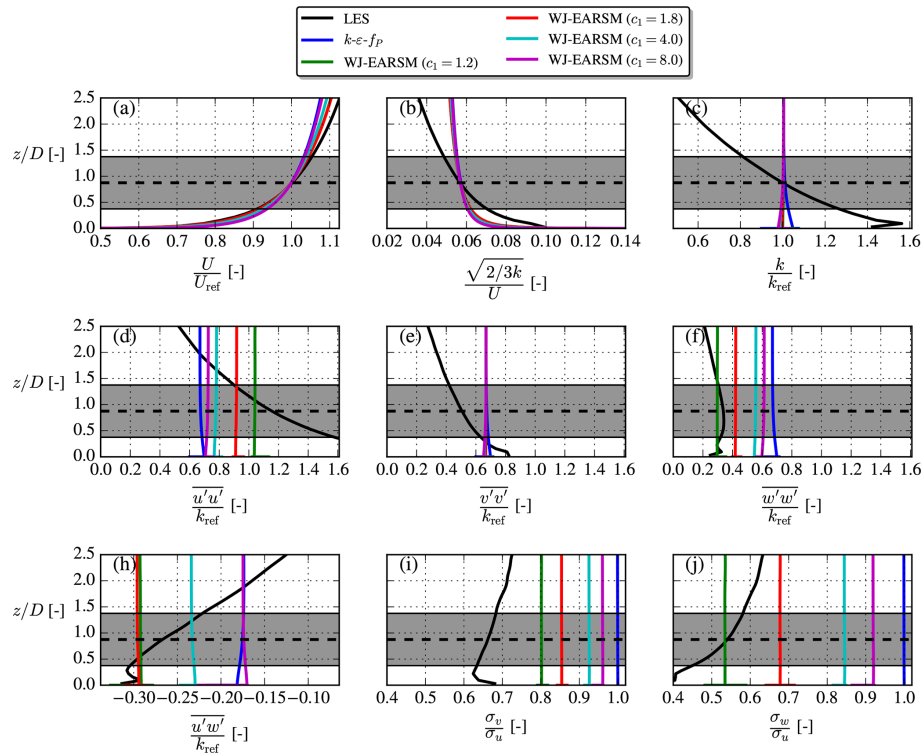 LES
k-ε-f_P
WJ-EARSM (c_1 = 1.2)
WJ-EARSM (c_1 = 1.8)
WJ-EARSM (c_1 = 4.0)
WJ-EARSM (c_1 = 8.0)
(a)
z/D [-]
2.5
2.0
1.5
1.0
0.5
0.0
0.5 0.6 0.7 0.8 0.9 1.0 1.1
U/U_ref [-]
(b)
0.02 0.04 0.06 0.08 0.10 0.12 0.14
√2/3k/U [-]
(c)
0.6 0.8 1.0 1.2 1.4 1.6
k/k_ref [-]
(d)
z/D [-]
2.5
2.0
1.5
1.0
0.5
0.0
0.0 0.2 0.4 0.6 0.8 1.0 1.2 1.4 1.6
u'u'/k_ref [-]
(e)
0.0 0.2 0.4 0.6 0.8 1.0 1.2 1.4 1.6
v'v'/k_ref [-]
(f)
0.0 0.2 0.4 0.6 0.8 1.0 1.2 1.4 1.6
w'w'/k_ref [-]
(h)
z/D [-]
2.5
2.0
1.5
1.0
0.5
0.0
−0.30 −0.25 −0.20 −0.15 −0.10
u'w'/k_ref [-]
(i)
0.4 0.5 0.6 0.7 0.8 0.9 1.0
σ_v/σ_u [-]
(j)
0.4 0.5 0.6 0.7 0.8 0.9 1.0
σ_w/σ_u [-]